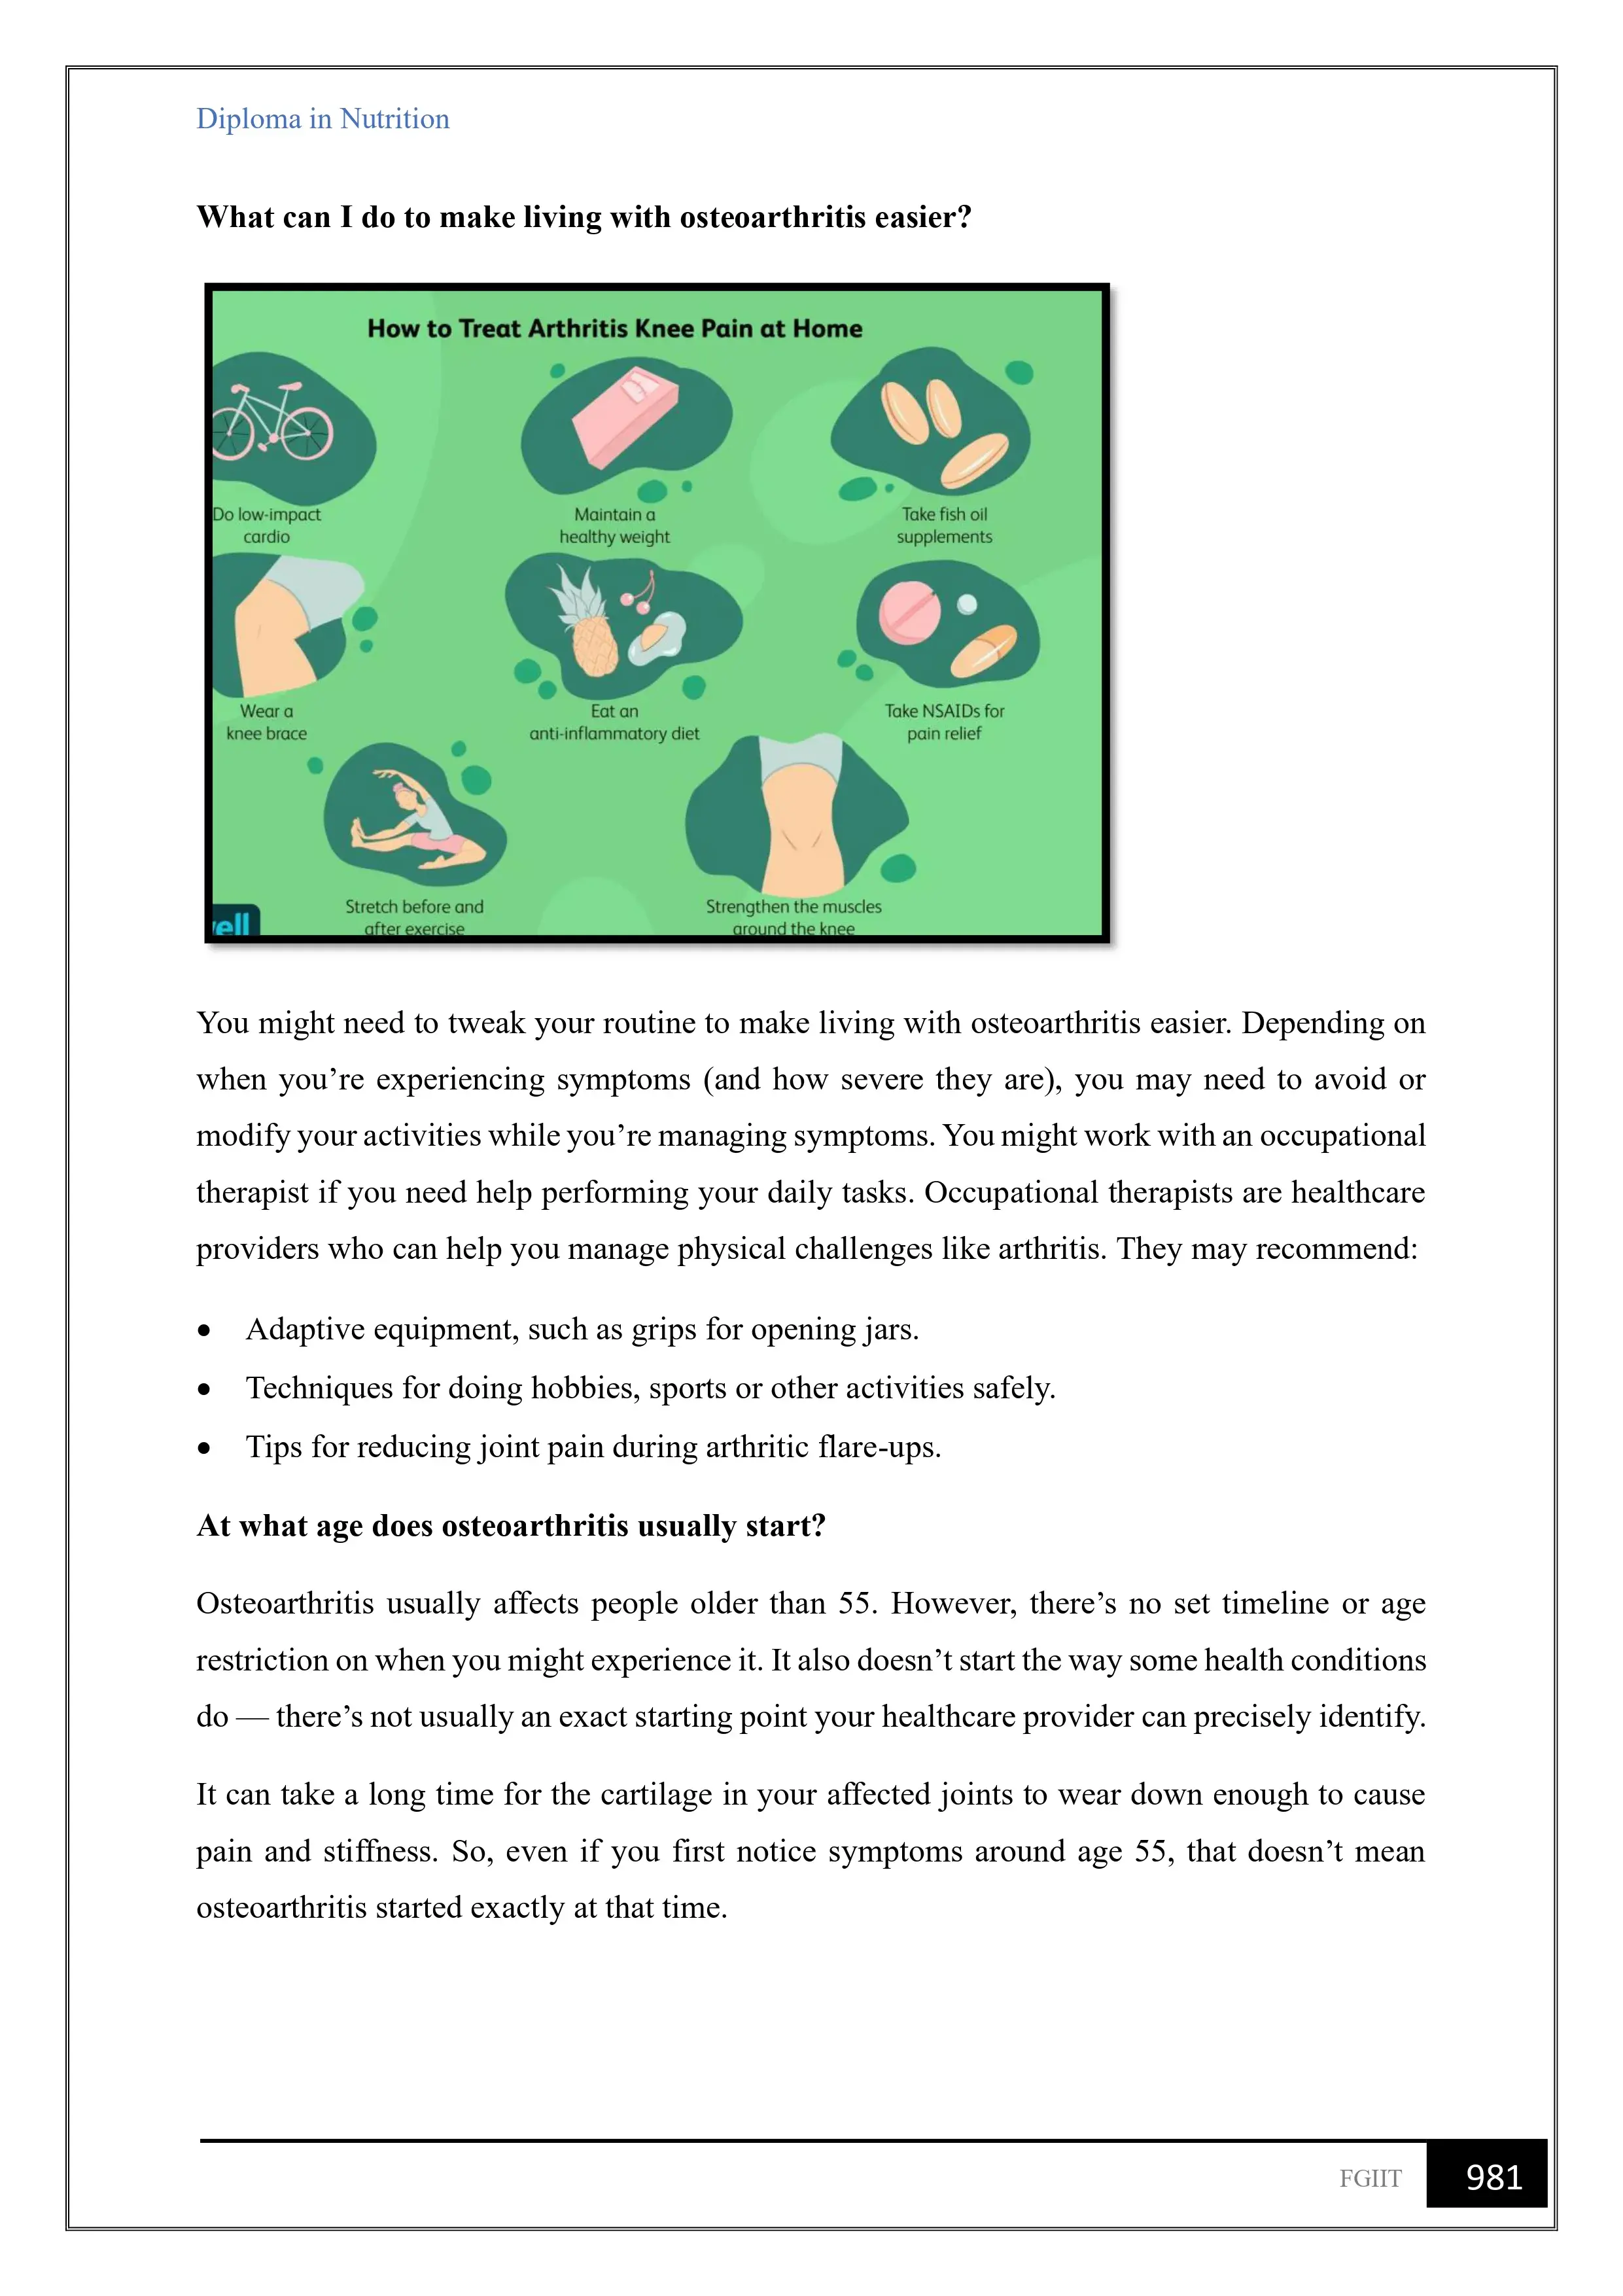 Diploma in Nutrition
What can I do to make living with osteoarthritis easier?
How to Treat Arthritis Knee Pain at Home
Do low-impact
cardio
Maintain a
healthy weight
Take fish oil
supplements
Wear a
knee brace
Eat an
anti-inflammatory diet
Take NSAIDs for
pain relief
Stretch before and
after exercise
Strengthen the muscles
around the knee
ell
You might need to tweak your routine to make living with osteoarthritis easier. Depending on
when you’re experiencing symptoms (and how severe they are), you may need to avoid or
modify your activities while you’re managing symptoms. You might work with an occupational
therapist if you need help performing your daily tasks. Occupational therapists are healthcare
providers who can help you manage physical challenges like arthritis. They may recommend:
• Adaptive equipment, such as grips for opening jars.
• Techniques for doing hobbies, sports or other activities safely.
• Tips for reducing joint pain during arthritic flare-ups.
At what age does osteoarthritis usually start?
Osteoarthritis usually affects people older than 55. However, there’s no set timeline or age
restriction on when you might experience it. It also doesn’t start the way some health conditions
do — there’s not usually an exact starting point your healthcare provider can precisely identify.
It can take a long time for the cartilage in your affected joints to wear down enough to cause
pain and stiffness. So, even if you first notice symptoms around age 55, that doesn’t mean
osteoarthritis started exactly at that time.
FGIIT
981